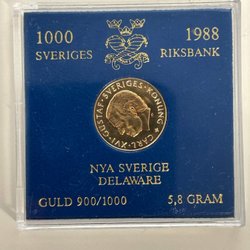 1000 1988
SVERIGES RIKSBANK
CARL·XVI·GUSTAF·SVERIGES·KONUNG
NYA SVERIGE
DELAWARE
GULD 900/1000 5,8 GRAM